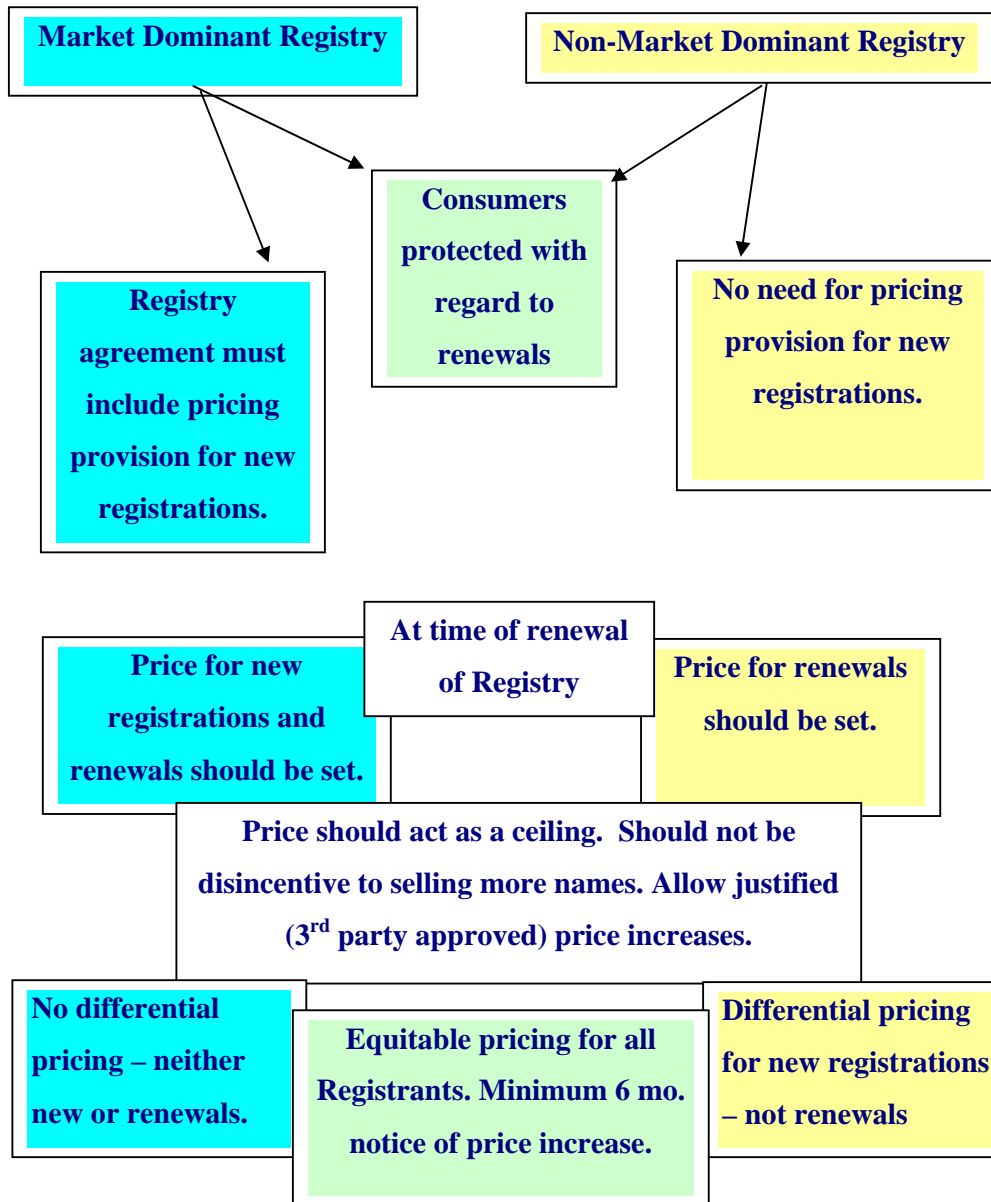 Market Dominant Registry
Non-Market Dominant Registry
Consumers
protected with
regard to
renewals
Registry
agreement must
include pricing
provision for new
registrations.
No need for pricing
provision for new
registrations.
At time of renewal
of Registry
Price for new
registrations and
renewals should be set.
Price for renewals
should be set.
Price should act as a ceiling.  Should not be
disincentive to selling more names. Allow justified
(3rd party approved) price increases.
No differential
pricing – neither
new or renewals.
Equitable pricing for all
Registrants. Minimum 6 mo.
notice of price increase.
Differential pricing
for new registrations
– not renewals